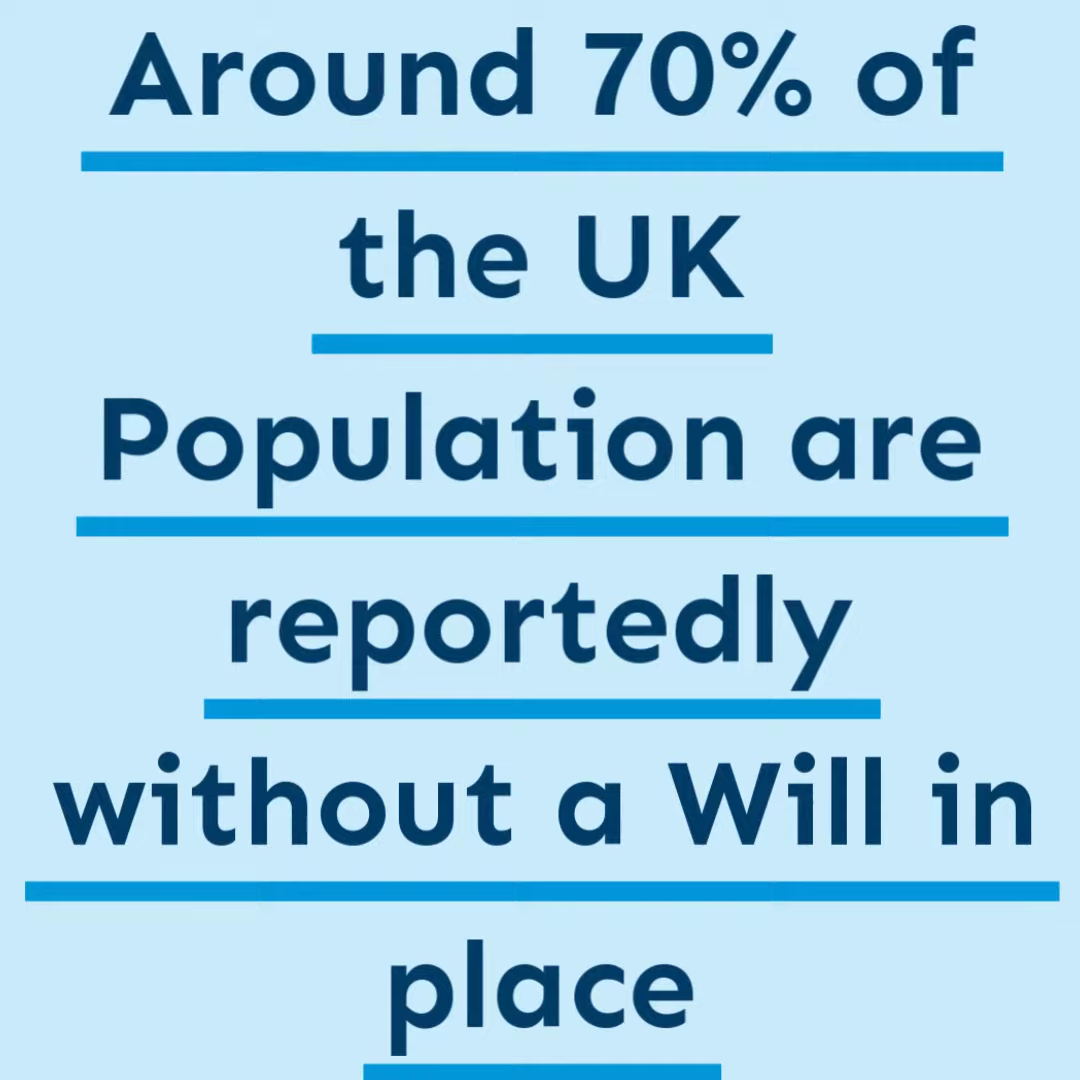 Around 70% of
the UK
Population are
reportedly
without a Will in
place